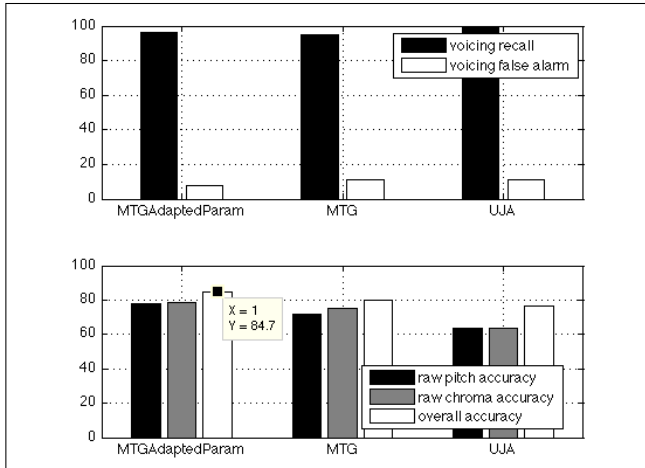 100
80
60
40
20
0
voicing recall
voicing false alarm
MTGAdaptedParam MTG UJA
100
80
60
40
20
0
X = 1
Y = 84.7
raw pitch accuracy
raw chroma accuracy
overall accuracy
MTGAdaptedParam MTG UJA